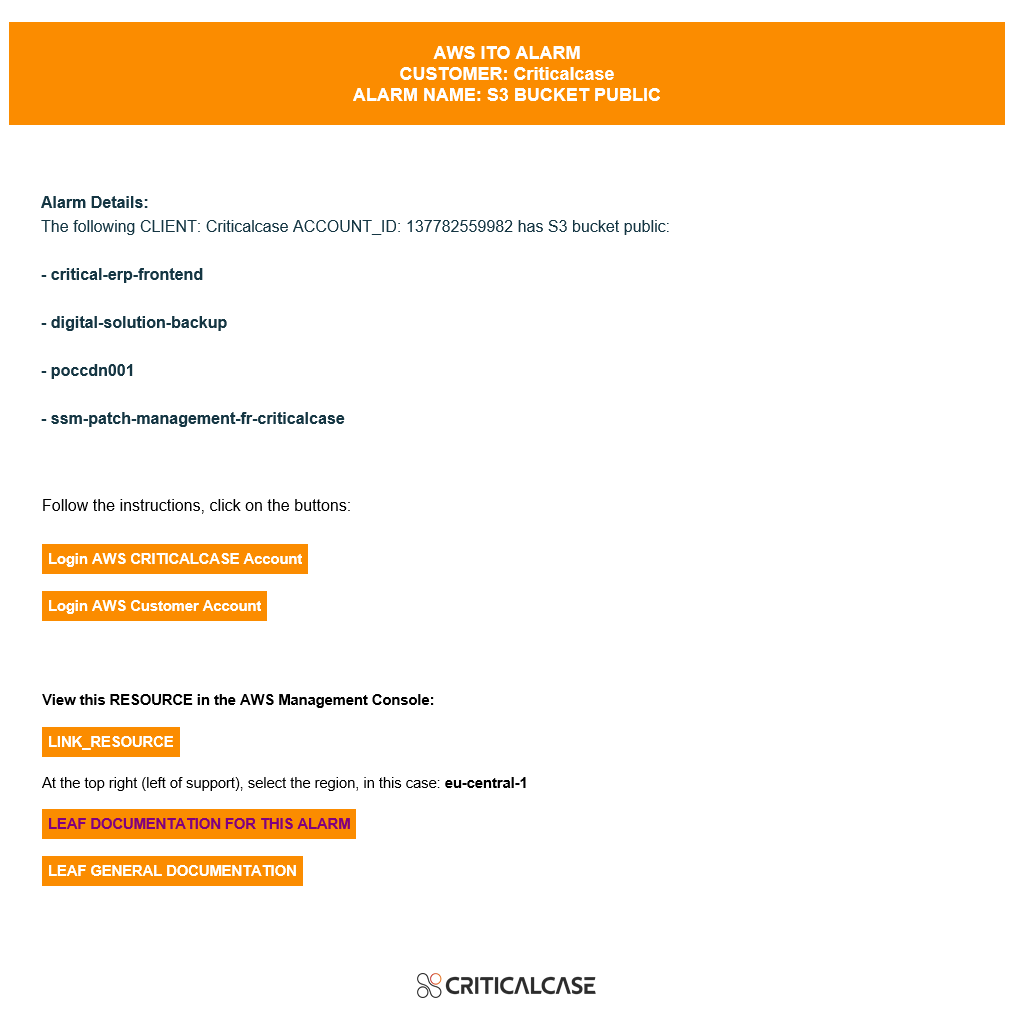 AWS ITO ALARM
CUSTOMER: Criticalcase
ALARM NAME: S3 BUCKET PUBLIC
Alarm Details:
The following CLIENT: Criticalcase ACCOUNT_ID: 137782559982 has S3 bucket public:
- critical-erp-frontend
- digital-solution-backup
- poccdn001
- ssm-patch-management-fr-criticalcase
Follow the instructions, click on the buttons:
Login AWS CRITICALCASE Account
Login AWS Customer Account
View this RESOURCE in the AWS Management Console:
LINK_RESOURCE
At the top right (left of support), select the region, in this case: eu-central-1
LEAF DOCUMENTATION FOR THIS ALARM
LEAF GENERAL DOCUMENTATION
CRITICALCASE